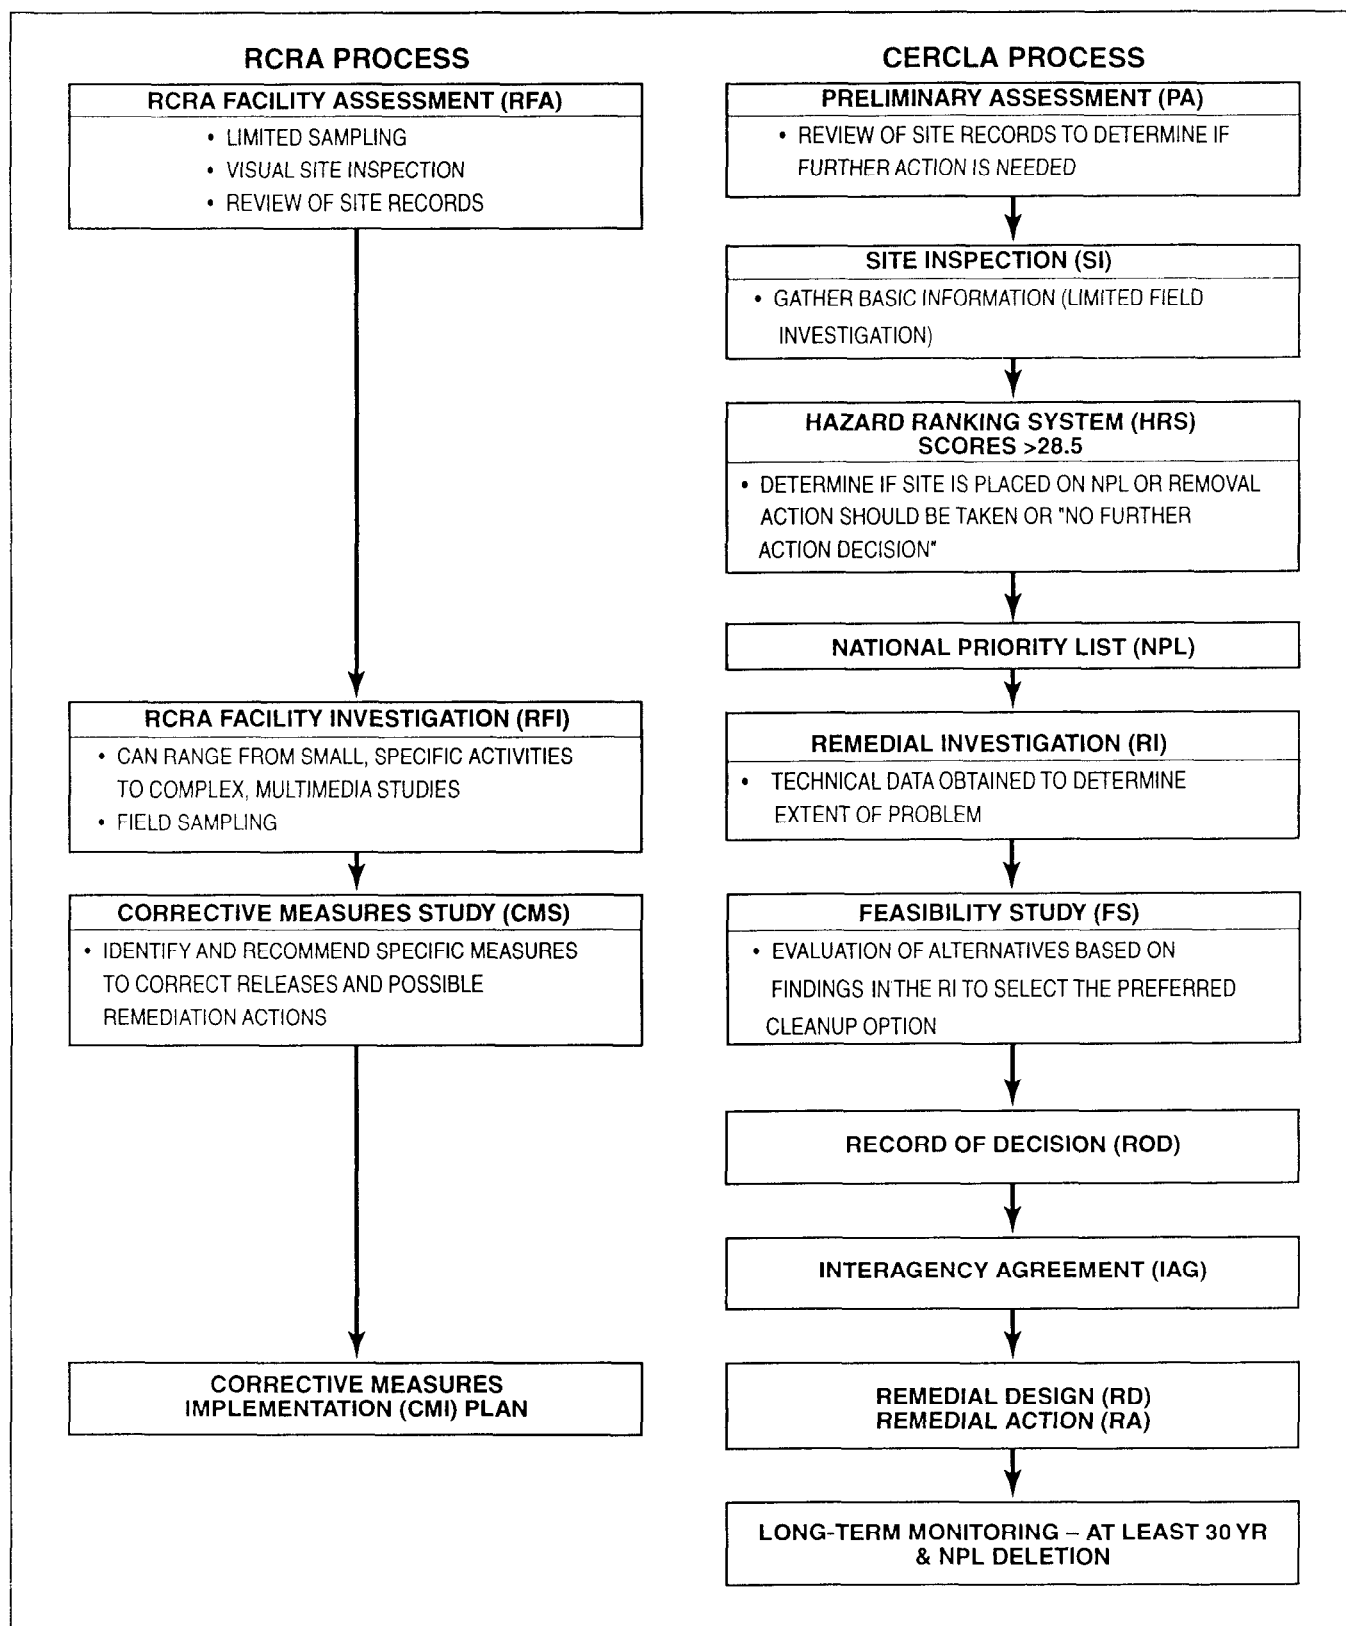 RCRA PROCESS
RCRA FACILITY ASSESSMENT (RFA)
• LIMITED SAMPLING
• VISUAL SITE INSPECTION
• REVIEW OF SITE RECORDS
RCRA FACILITY INVESTIGATION (RFI)
• CAN RANGE FROM SMALL, SPECIFIC ACTIVITIES
TO COMPLEX, MULTIMEDIA STUDIES
• FIELD SAMPLING
CORRECTIVE MEASURES STUDY (CMS)
• IDENTIFY AND RECOMMEND SPECIFIC MEASURES
TO CORRECT RELEASES AND POSSIBLE
REMEDIATION ACTIONS
CORRECTIVE MEASURES
IMPLEMENTATION (CMI) PLAN
CERCLA PROCESS
PRELIMINARY ASSESSMENT (PA)
• REVIEW OF SITE RECORDS TO DETERMINE IF
FURTHER ACTION IS NEEDED
SITE INSPECTION (SI)
• GATHER BASIC INFORMATION (LIMITED FIELD
INVESTIGATION)
HAZARD RANKING SYSTEM (HRS)
SCORES >28.5
• DETERMINE IF SITE IS PLACED ON NPL OR REMOVAL
ACTION SHOULD BE TAKEN OR "NO FURTHER
ACTION DECISION"
NATIONAL PRIORITY LIST (NPL)
REMEDIAL INVESTIGATION (RI)
• TECHNICAL DATA OBTAINED TO DETERMINE
EXTENT OF PROBLEM
FEASIBILITY STUDY (FS)
• EVALUATION OF ALTERNATIVES BASED ON
FINDINGS IN THE RI TO SELECT THE PREFERRED
CLEANUP OPTION
RECORD OF DECISION (ROD)
INTERAGENCY AGREEMENT (IAG)
REMEDIAL DESIGN (RD)
REMEDIAL ACTION (RA)
LONG-TERM MONITORING – AT LEAST 30 YR
& NPL DELETION